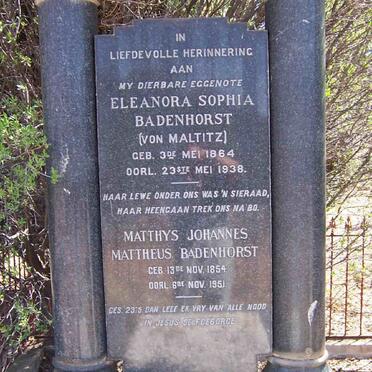 IN
LIEFDEVOLLE HERINNERING
AAN
MY DIERBARE EGGENOTE
ELEANORA SOPHIA
BADENHORST
(VON MALTITZ)
GEB. 3DE MEI 1864
OORL. 23STE MEI 1938.
HAAR LEWE ONDER ONS WAS 'N SIERAAD,
HAAR HEENGAAN TREK ONS NA BO.
MATTHYS JOHANNES
MATTHEUS BADENHORST
GEB. 13DE NOV. 1854
OORL. 6DE NOV. 1951
GES. 23:5 DAN LEEF EK VRY VAN ALLE NOOD
IN JESUS SELFGEBORGE